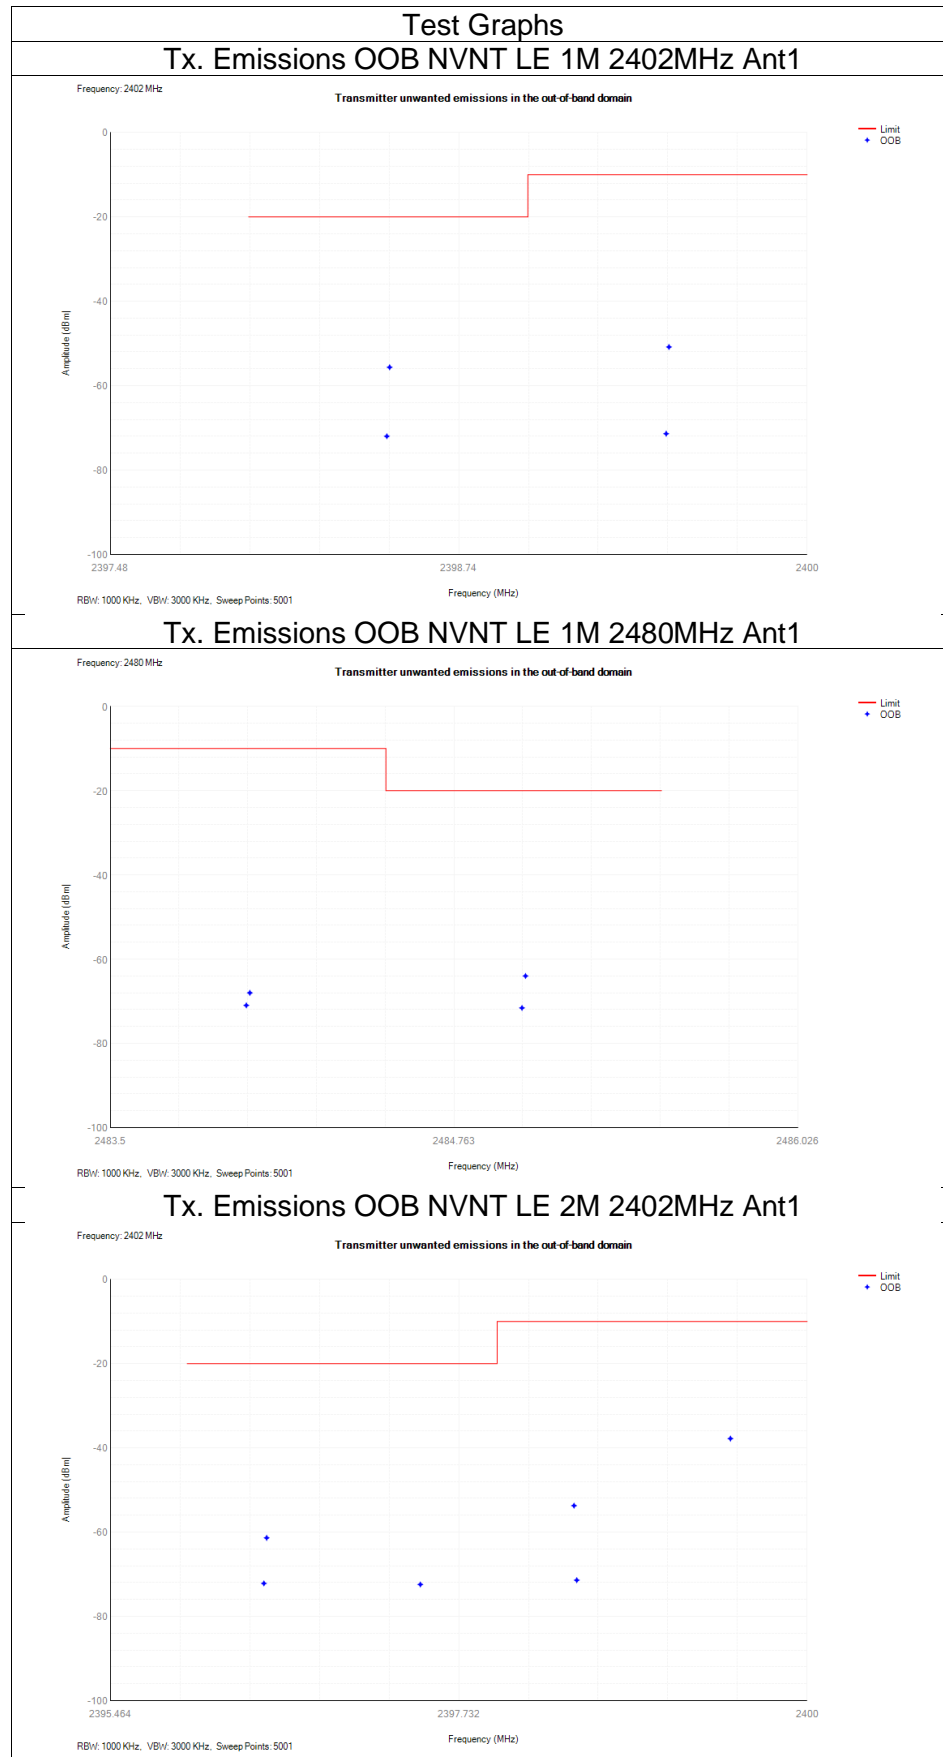 Test Graphs
Tx. Emissions OOB NVNT LE 1M 2402MHz Ant1
Frequency: 2402 MHz
Transmitter unwanted emissions in the out-of-band domain
Limit
OOB
0
-20
-40
-60
-80
-100
Amplitude (dBm)
2397.48
2398.74
2400
Frequency (MHz)
RBW: 1000 KHz, VBW: 3000 KHz, Sweep Points: 5001
Tx. Emissions OOB NVNT LE 1M 2480MHz Ant1
Frequency: 2480 MHz
Transmitter unwanted emissions in the out-of-band domain
Limit
OOB
0
-20
-40
-60
-80
-100
Amplitude (dBm)
2483.5
2484.763
2486.026
Frequency (MHz)
RBW: 1000 KHz, VBW: 3000 KHz, Sweep Points: 5001
Tx. Emissions OOB NVNT LE 2M 2402MHz Ant1
Frequency: 2402 MHz
Transmitter unwanted emissions in the out-of-band domain
Limit
OOB
0
-20
-40
-60
-80
-100
Amplitude (dBm)
2395.464
2397.732
2400
Frequency (MHz)
RBW: 1000 KHz, VBW: 3000 KHz, Sweep Points: 5001